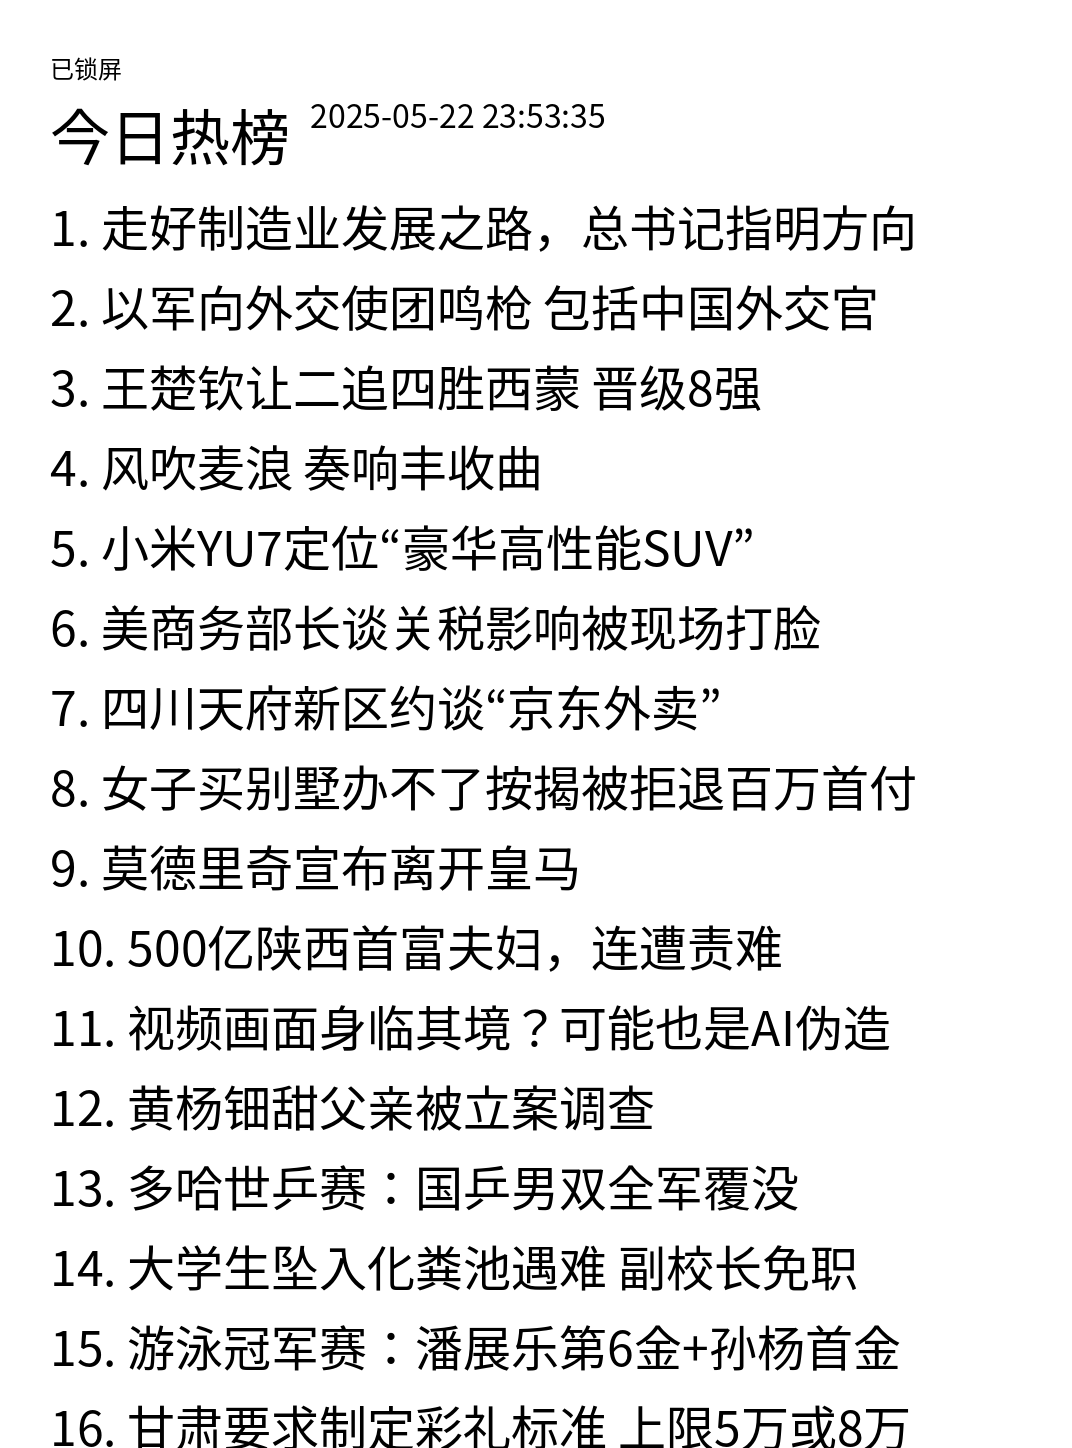 已锁屏
今日热榜 2025-05-22 23:53:35
1. 走好制造业发展之路，总书记指明方向
2. 以军向外交使团鸣枪 包括中国外交官
3. 王楚钦让二追四胜西蒙 晋级8强
4. 风吹麦浪 奏响丰收曲
5. 小米YU7定位“豪华高性能SUV”
6. 美商务部长谈关税影响被现场打脸
7. 四川天府新区约谈“京东外卖”
8. 女子买别墅办不了按揭被拒退百万首付
9. 莫德里奇宣布离开皇马
10. 500亿陕西首富夫妇，连遭责难
11. 视频画面身临其境？可能也是AI伪造
12. 黄杨钿甜父亲被立案调查
13. 多哈世乒赛：国乒男双全军覆没
14. 大学生坠入化粪池遇难 副校长免职
15. 游泳冠军赛：潘展乐第6金+孙杨首金
16. 甘肃要求制定彩礼标准 上限5万或8万